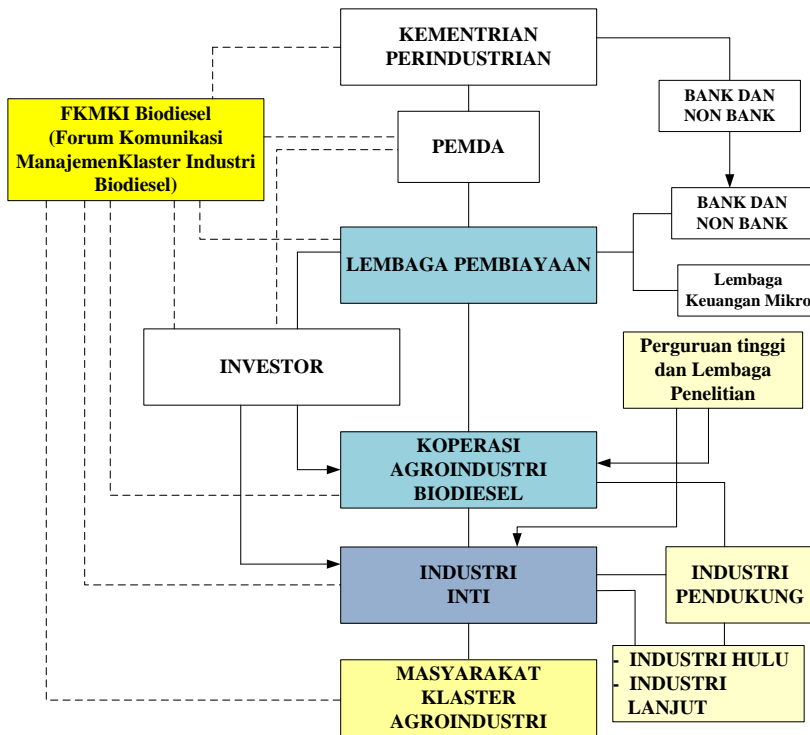 KEMENTRIAN
PERINDUSTRIAN
BANK DAN
NON BANK
FKMKI Biodiesel
(Forum Komunikasi
ManajemenKlaster Industri
Biodiesel)
PEMDA
BANK DAN
NON BANK
LEMBAGA PEMBIAYAAN
Lembaga
Keuangan Mikro
INVESTOR
Perguruan tinggi
dan Lembaga
Penelitian
KOPERASI
AGROINDUSTRI
BIODIESEL
INDUSTRI
INTI
INDUSTRI
PENDUKUNG
- INDUSTRI HULU
- INDUSTRI
LANJUT
MASYARAKAT
KLASTER
AGROINDUSTRI